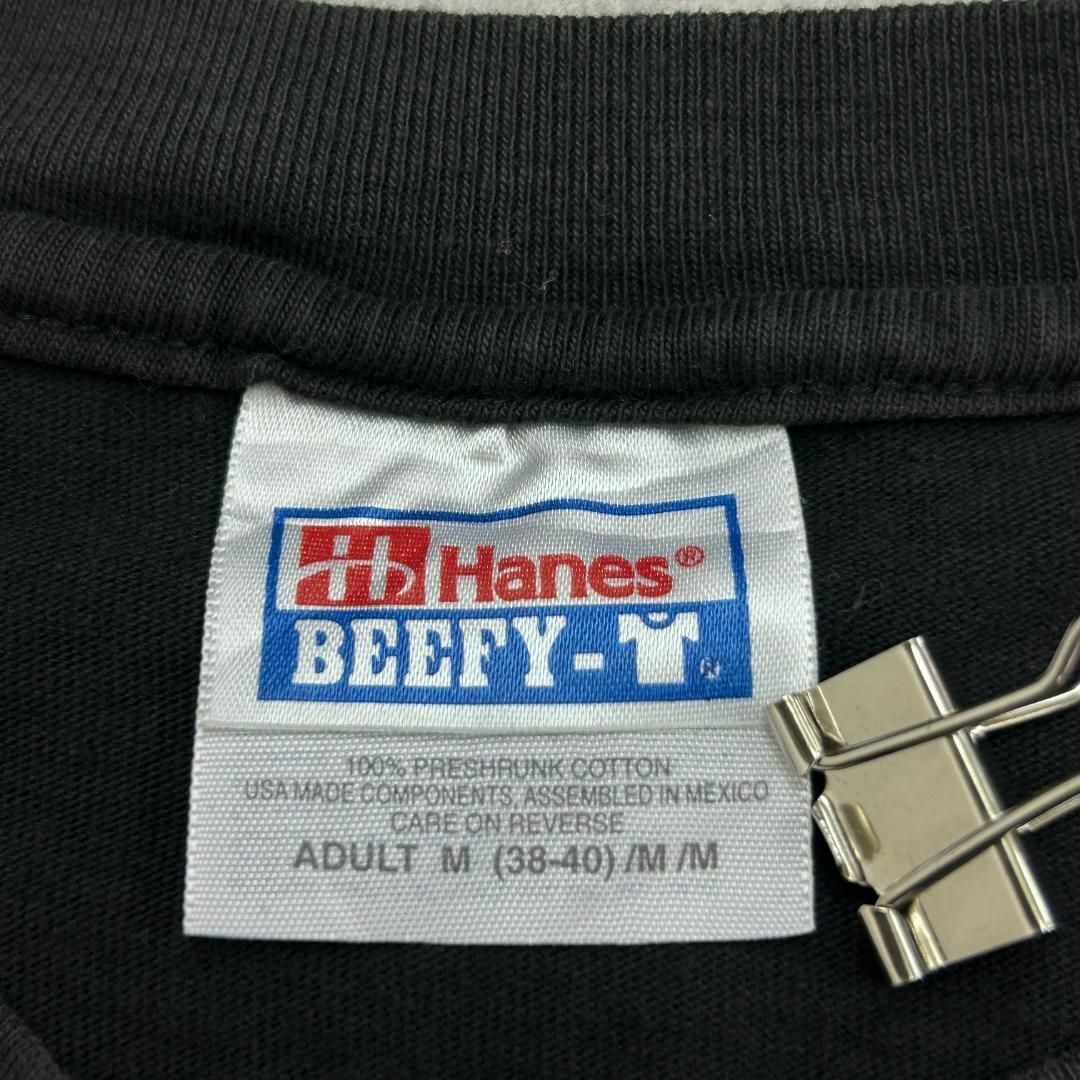 Hanes®
BEEFY-T®
100% PRESHRUNK COTTON
USA MADE COMPONENTS, ASSEMBLED IN MEXICO
CARE ON REVERSE
ADULT M (38-40) /M /M